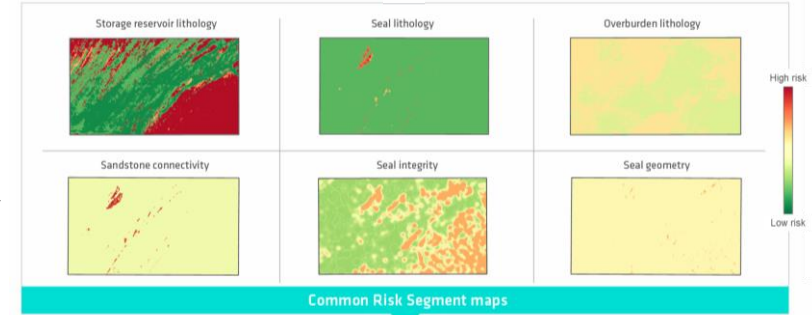 Storage reservoir lithology
Seal lithology
Overburden lithology
High risk
Sandstone connectivity
Seal integrity
Seal geometry
Low risk
Common Risk Segment maps